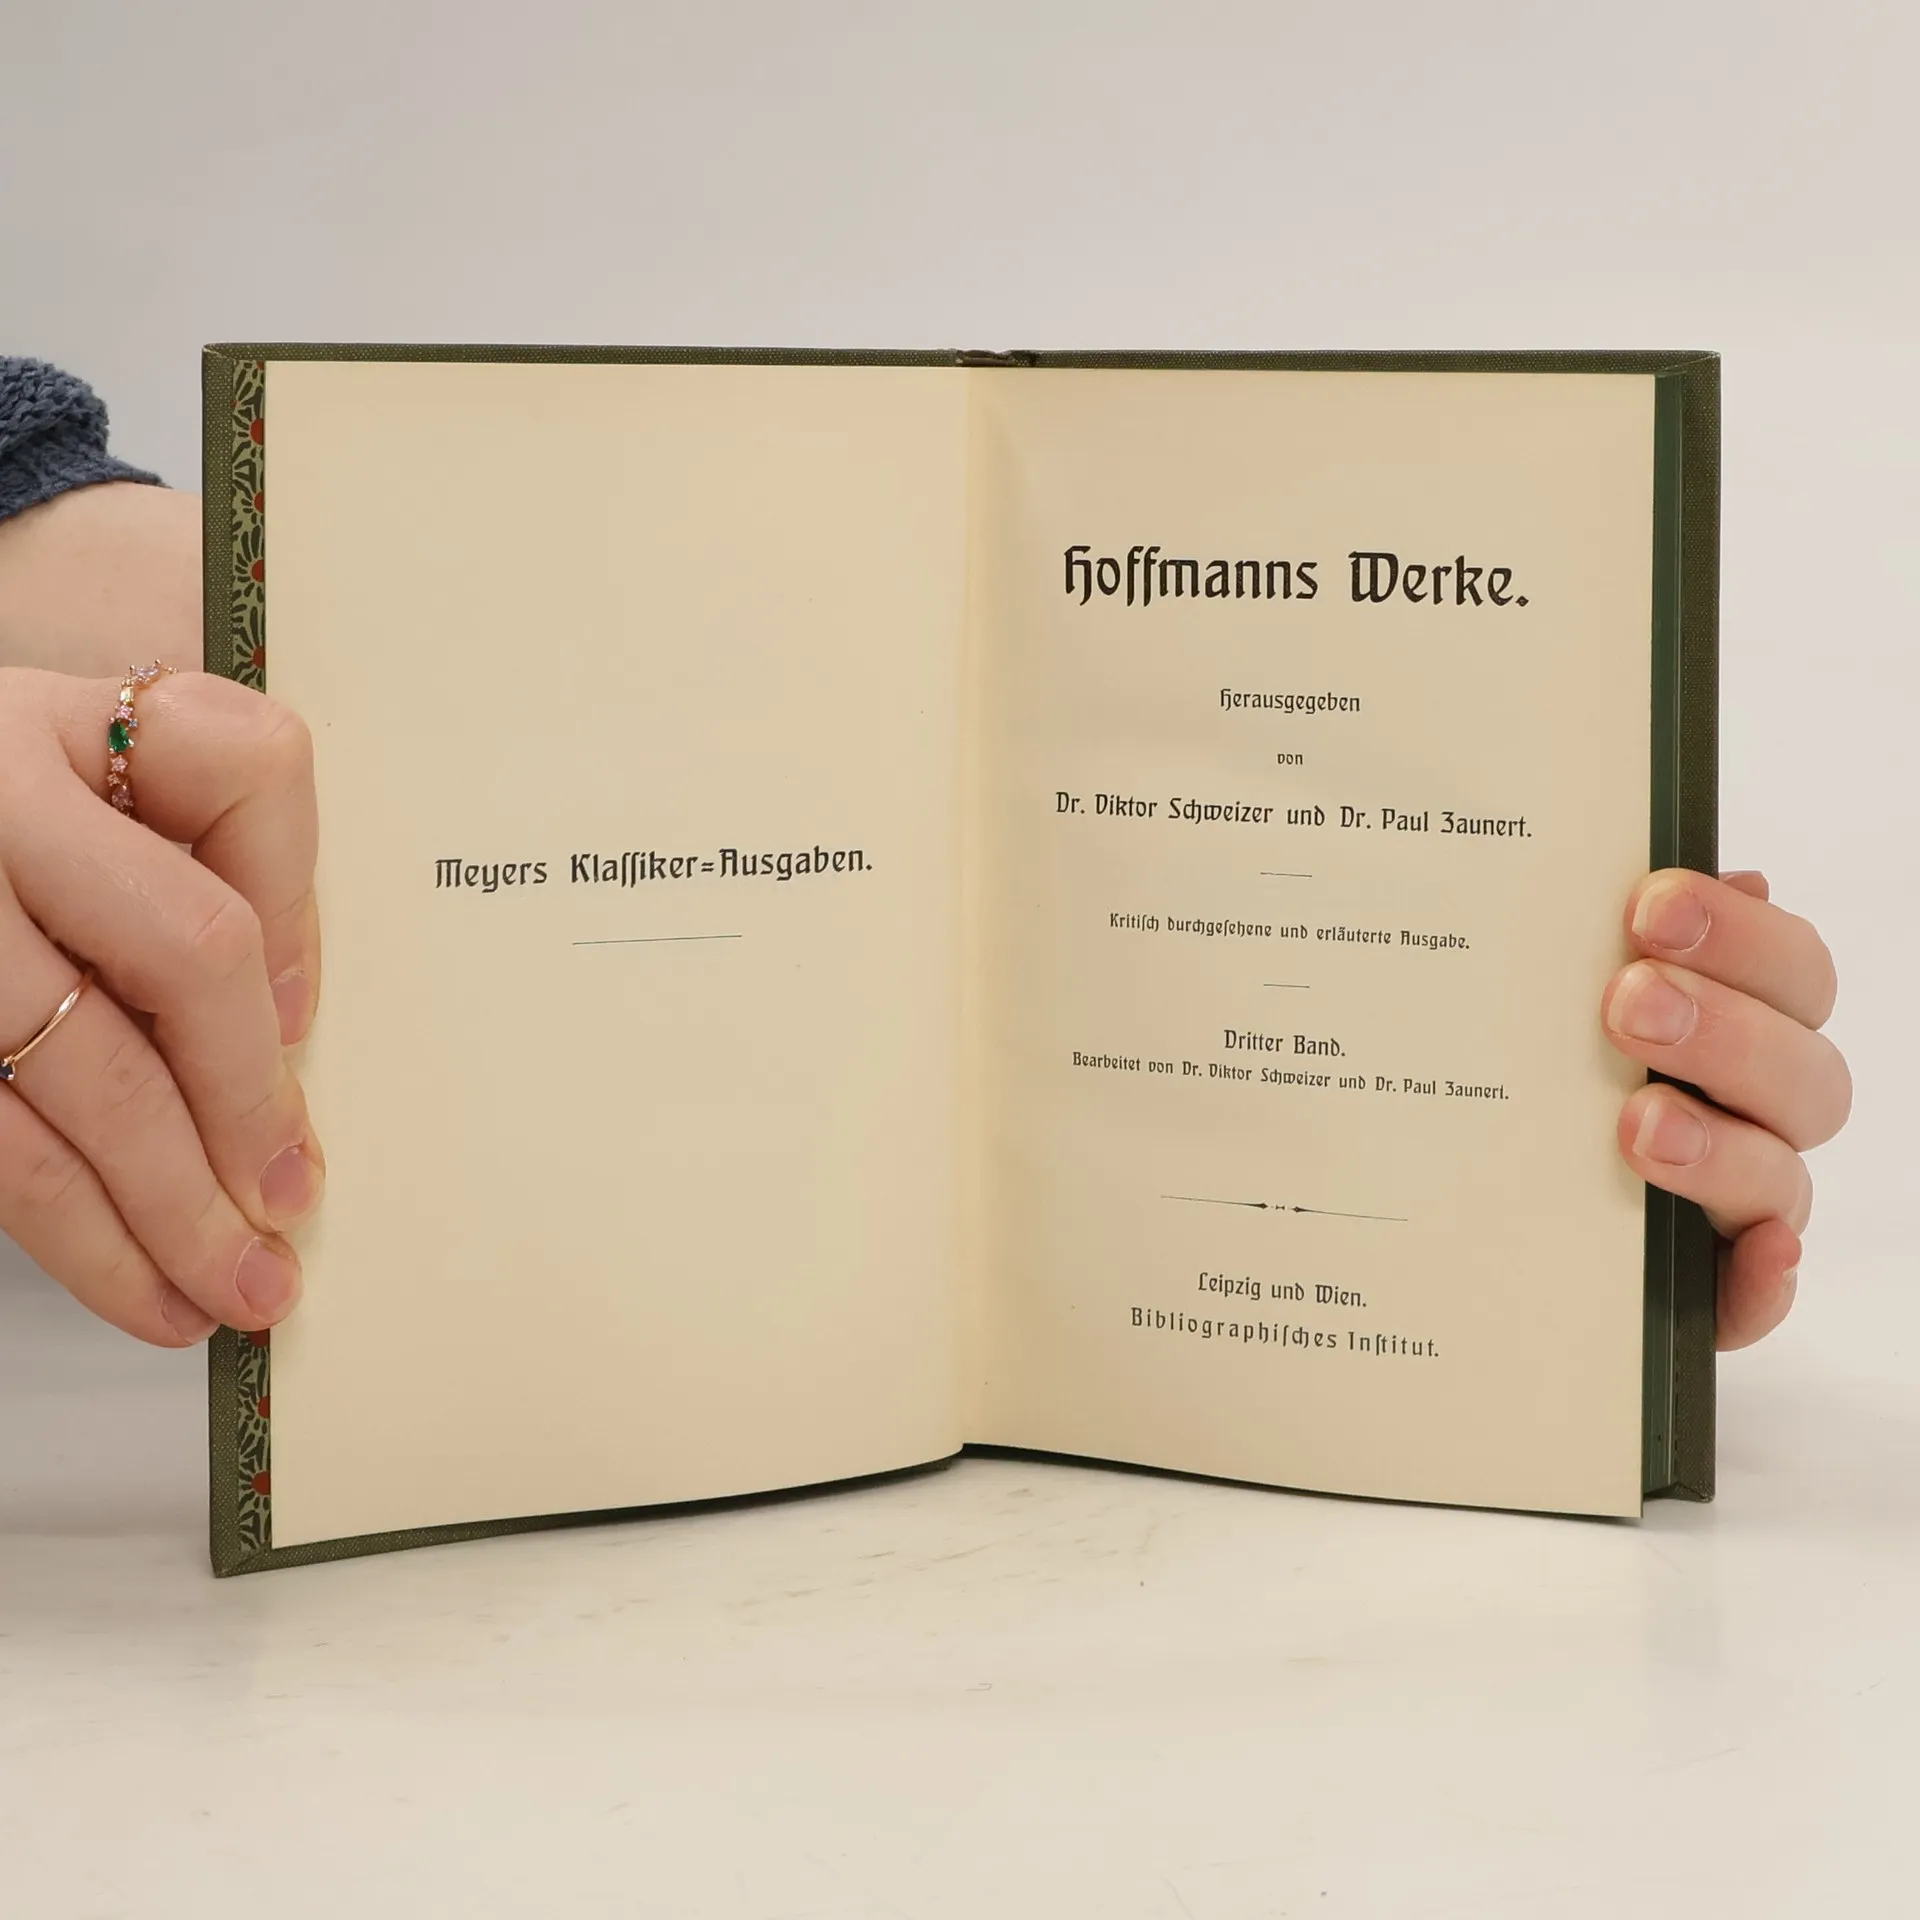 Meyers Klaſſiker=Ausgaben.
Hoffmanns Werke.
Herausgegeben
von
Dr. Viktor Schweizer und Dr. Paul Zaunert.
Kritiſch durchgeſehene und erläuterte Ausgabe.
Dritter Band.
Bearbeitet von Dr. Viktor Schweizer und Dr. Paul Zaunert.
Leipzig und Wien.
Bibliographiſches Inſtitut.